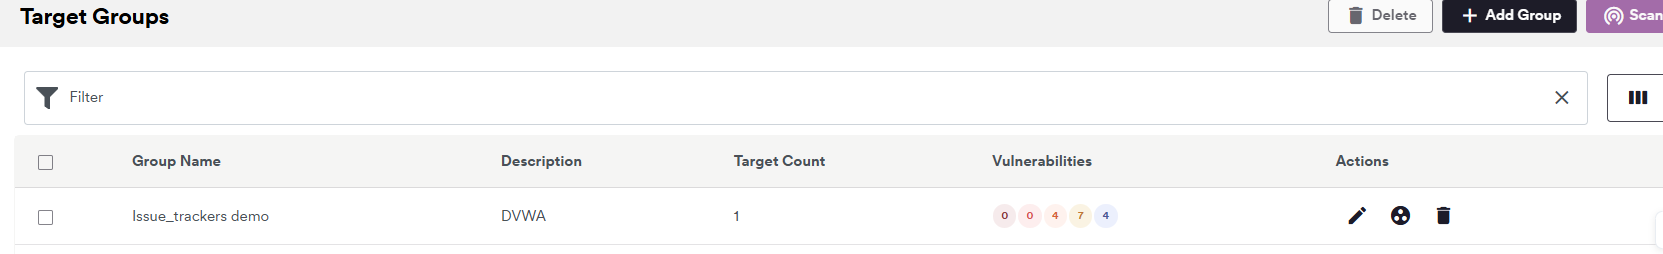 Target Groups
Delete
Add Group
Scan
Filter
Group Name Description Target Count Vulnerabilities Actions
Issue_trackers demo DVWA 1 0 0 4 7 4